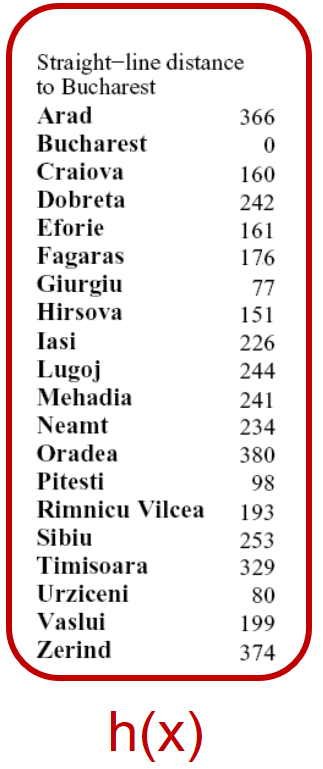 Straight−line distance
to Bucharest
Arad 366
Bucharest 0
Craiova 160
Dobreta 242
Eforie 161
Fagaras 176
Giurgiu 77
Hirsova 151
Iasi 226
Lugoj 244
Mehadia 241
Neamt 234
Oradea 380
Pitesti 98
Rimnicu Vilcea 193
Sibiu 253
Timisoara 329
Urziceni 80
Vaslui 199
Zerind 374
h(x)